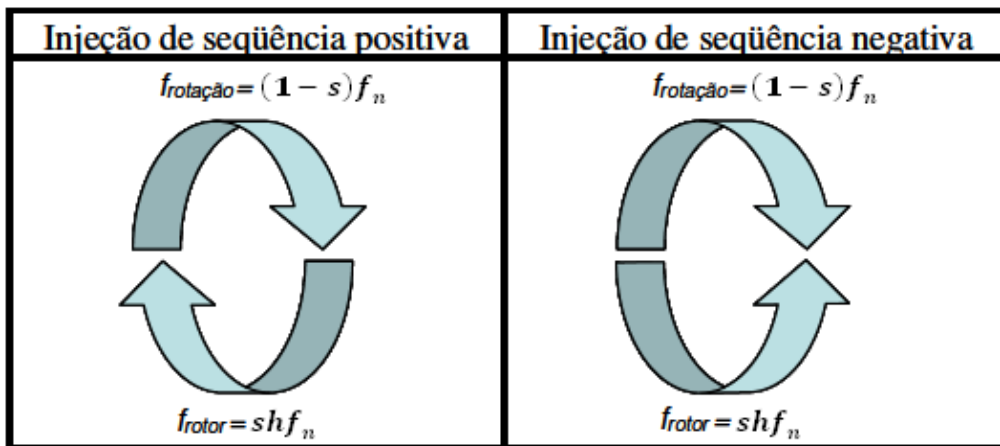 Injeção de seqüência positiva
Injeção de seqüência negativa
frotação = (1 − s)fn
frotação = (1 − s)fn
frotor = shfn
frotor = shfn